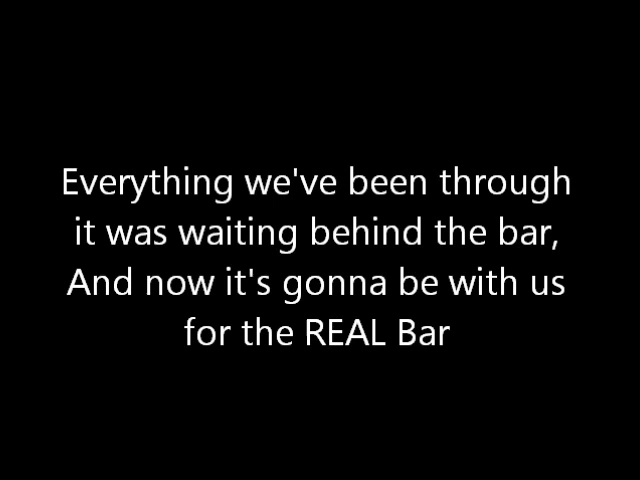 Everything we've been through
it was waiting behind the bar,
And now it's gonna be with us
for the REAL Bar